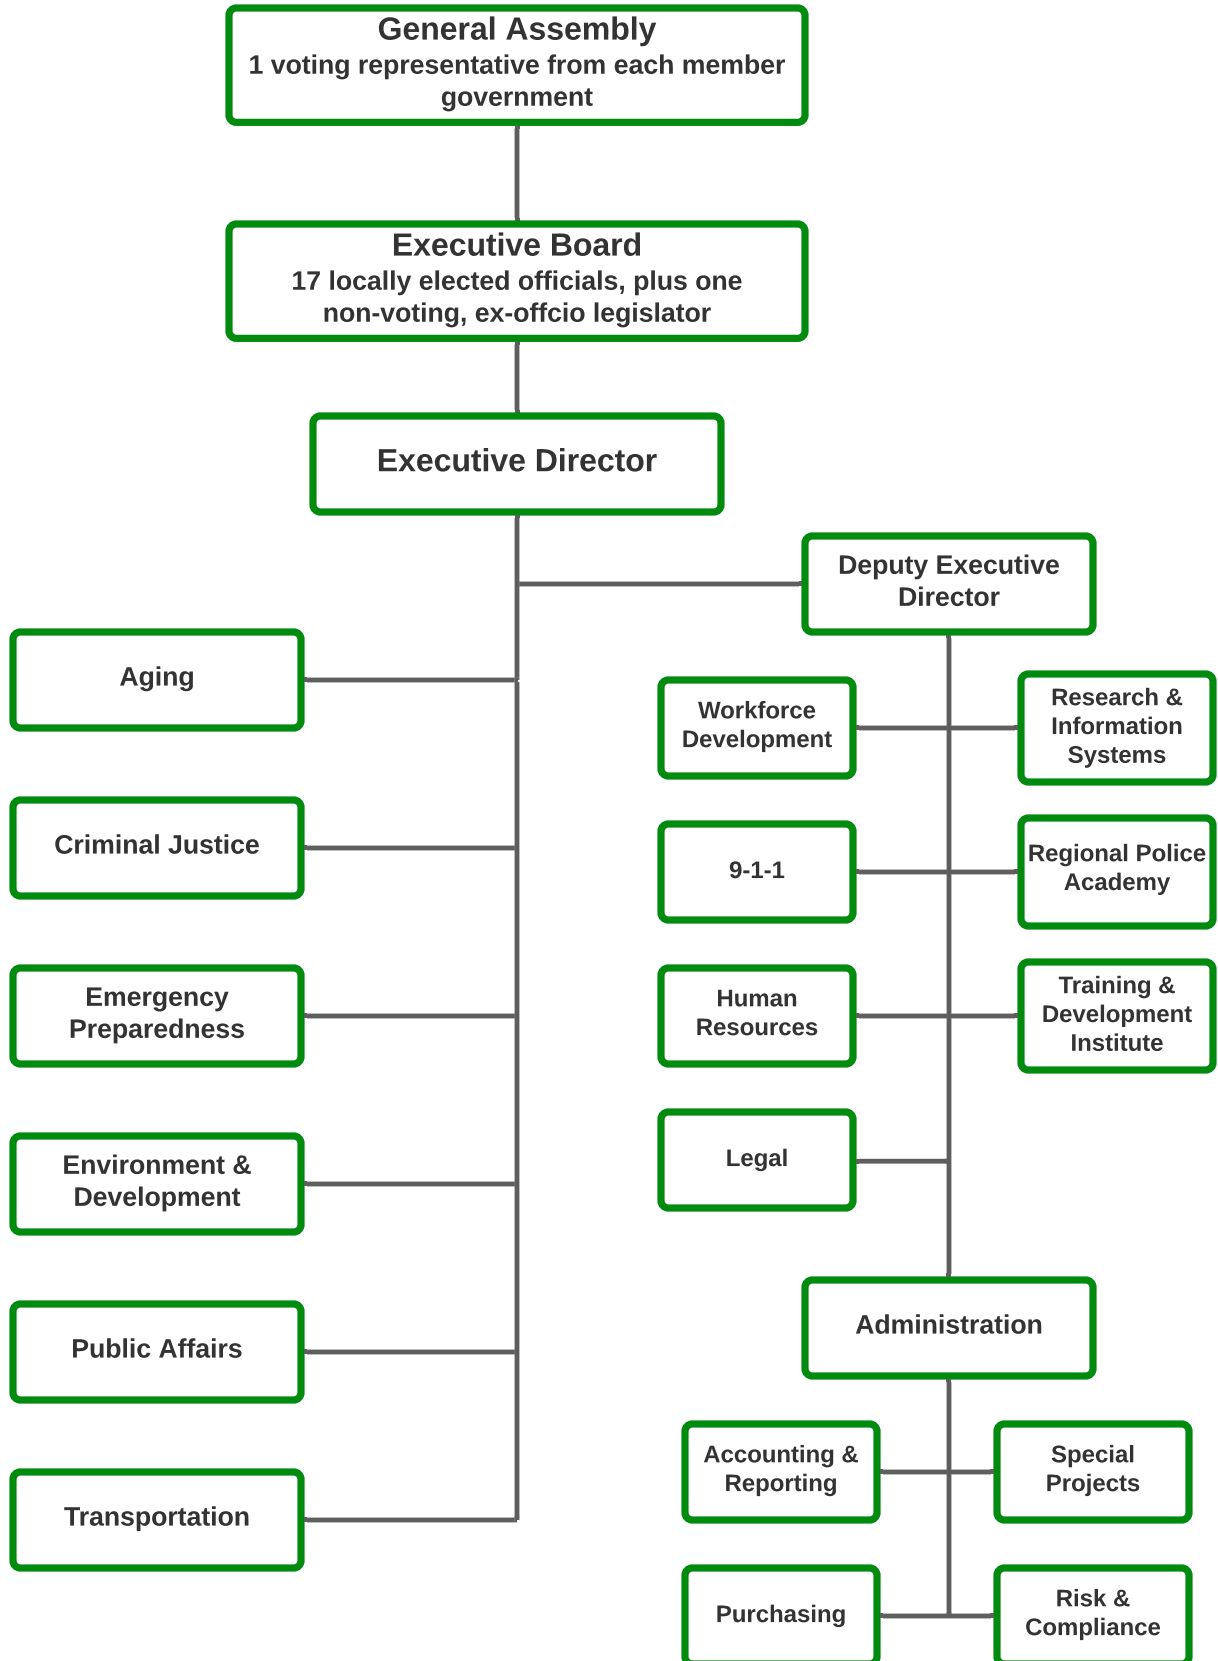 General Assembly
1 voting representative from each member
government
Executive Board
17 locally elected officials, plus one
non-voting, ex-offcio legislator
Executive Director
Deputy Executive
Director
Aging
Criminal Justice
Emergency
Preparedness
Environment &
Development
Public Affairs
Transportation
Workforce
Development
Research &
Information
Systems
9-1-1
Regional Police
Academy
Human
Resources
Training &
Development
Institute
Legal
Administration
Accounting &
Reporting
Special
Projects
Purchasing
Risk &
Compliance